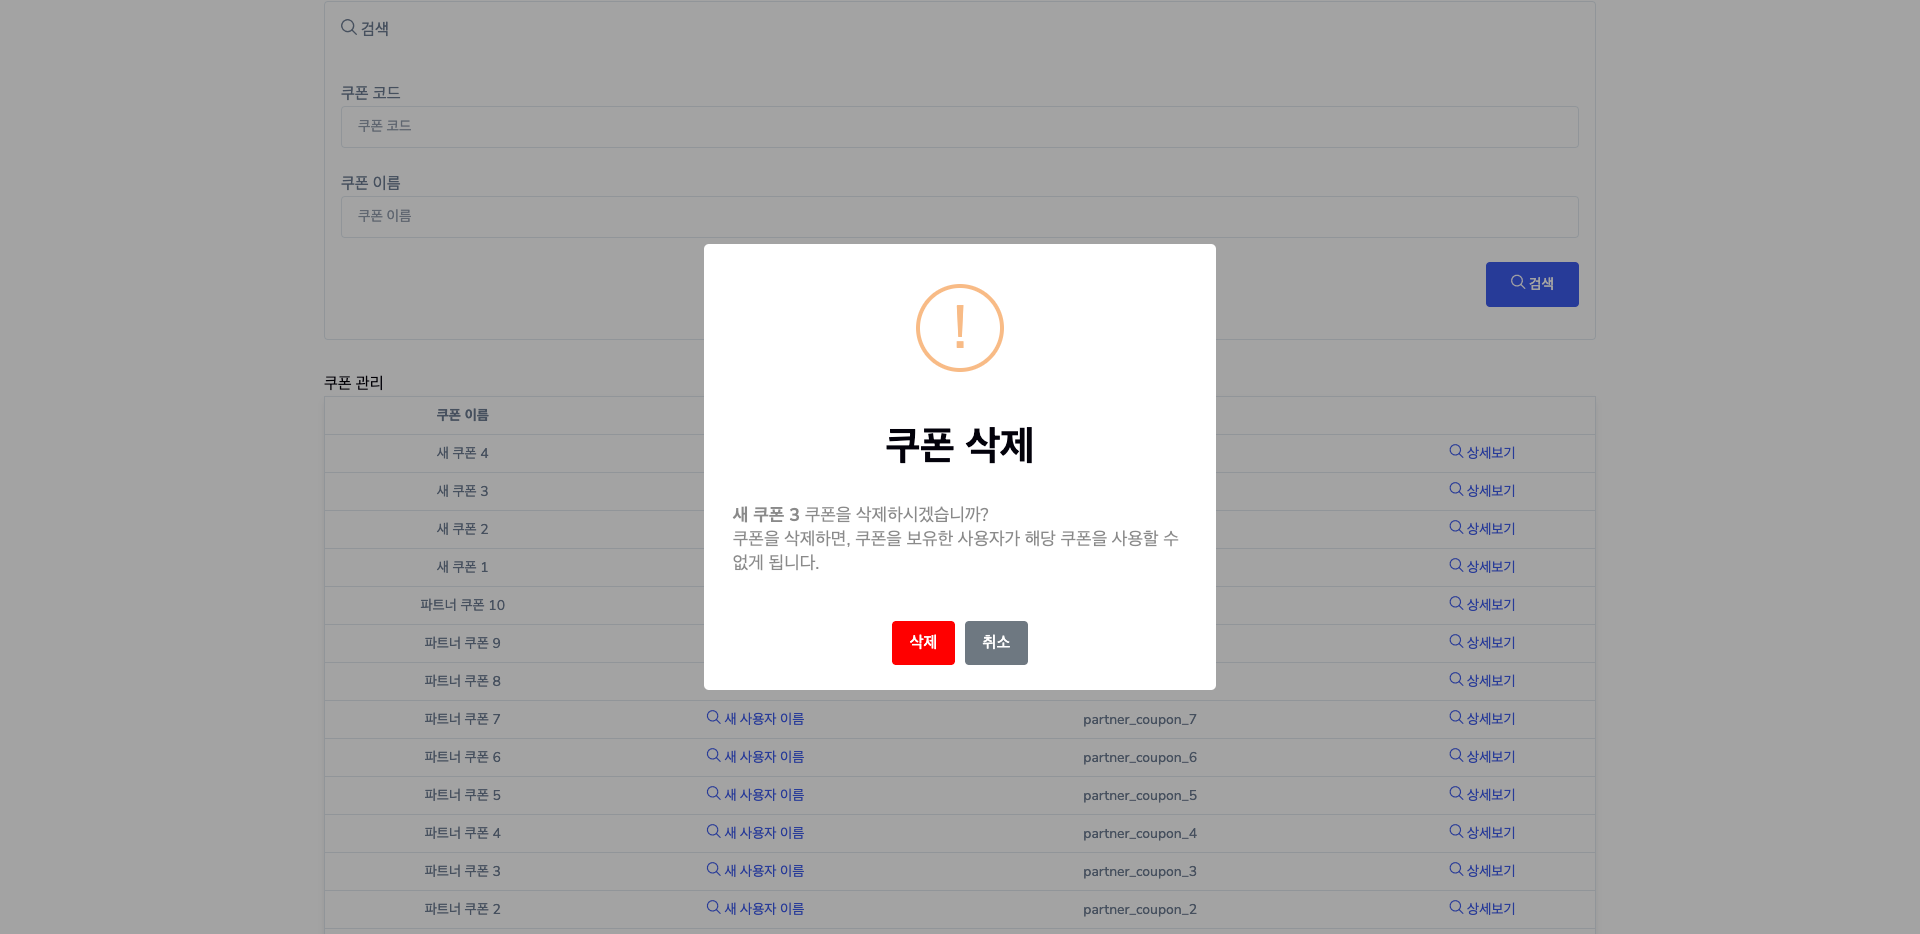 검색
쿠폰 코드
쿠폰 코드
쿠폰 이름
쿠폰 이름
검색
쿠폰 관리
쿠폰 이름
새 쿠폰 4 상세보기
새 쿠폰 3 상세보기
새 쿠폰 2 상세보기
새 쿠폰 1 상세보기
파트너 쿠폰 10 상세보기
파트너 쿠폰 9 상세보기
파트너 쿠폰 8 상세보기
파트너 쿠폰 7 새 사용자 이름 partner_coupon_7 상세보기
파트너 쿠폰 6 새 사용자 이름 partner_coupon_6 상세보기
파트너 쿠폰 5 새 사용자 이름 partner_coupon_5 상세보기
파트너 쿠폰 4 새 사용자 이름 partner_coupon_4 상세보기
파트너 쿠폰 3 새 사용자 이름 partner_coupon_3 상세보기
파트너 쿠폰 2 새 사용자 이름 partner_coupon_2 상세보기
!
쿠폰 삭제
새 쿠폰 3 쿠폰을 삭제하시겠습니까?
쿠폰을 삭제하면, 쿠폰을 보유한 사용자가 해당 쿠폰을 사용할 수
없게 됩니다.
삭제 취소